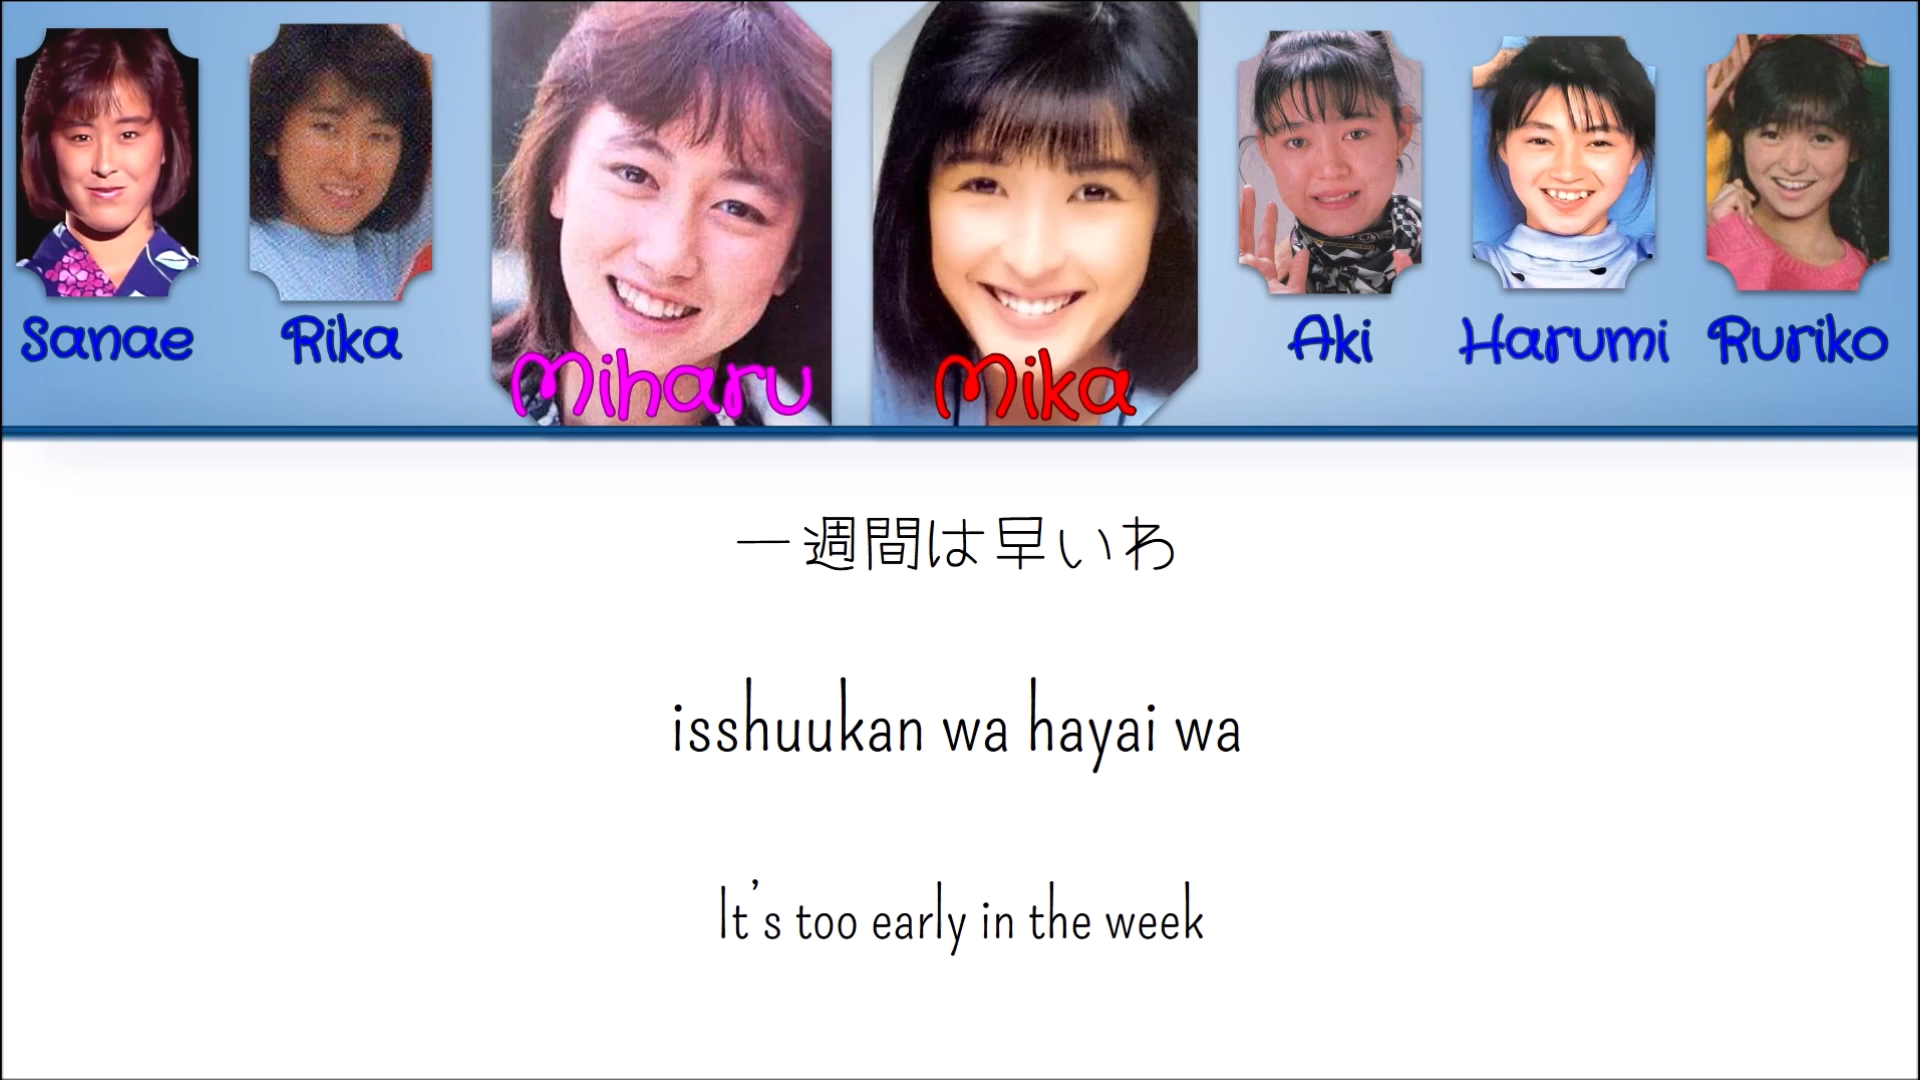 Sanae
Rika
Miharu
Mika
Aki
Harumi
Ruriko
一週間は早いわ
isshuukan wa hayai wa
It's too early in the week